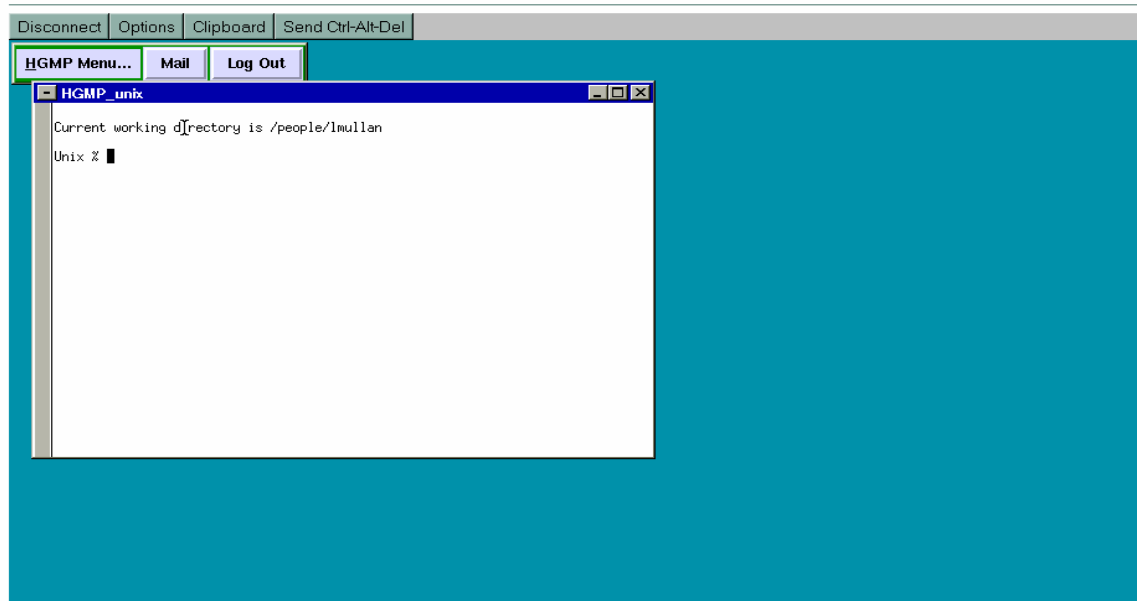 Disconnect Options Clipboard Send Ctrl-Alt-Del
HGMP Menu... Mail Log Out
HGMP_unix
Current working directory is /people/lmullan
Unix %